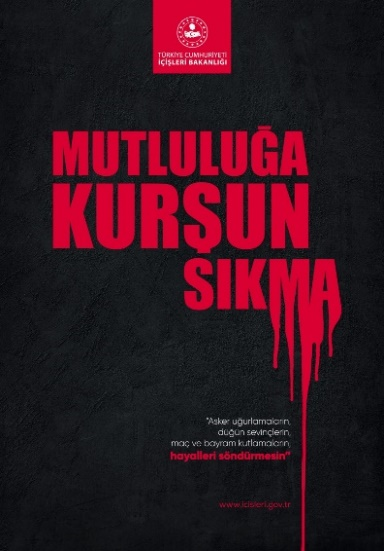 TÜRKİYE CUMHURİYETİ
İÇİŞLERİ BAKANLIĞI
MUTLULUĞA
KURŞUN
SIKMA
"Asker uğurlamaların,
düğün sevinçlerin,
maç ve bayram kutlamaların,
hayalleri söndürmesin"
www.icisleri.gov.tr